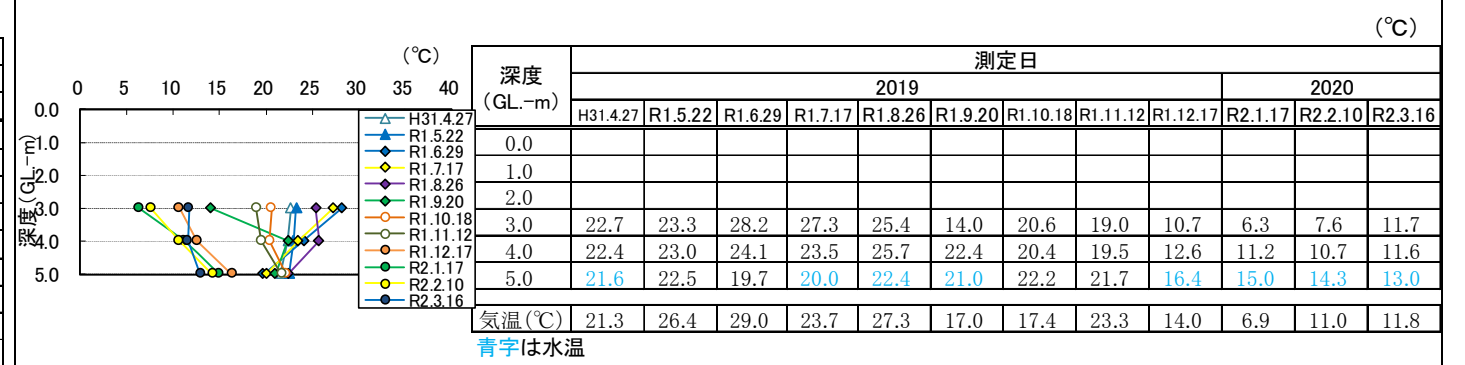 (℃)
(℃)
0 5 10 15 20 25 30 35 40
0.0
1.0
2.0
3.0
4.0
5.0
深度(GL.-m)
H31.4.27
R1.5.22
R1.6.29
R1.7.17
R1.8.26
R1.9.20
R1.10.18
R1.11.12
R1.12.17
R2.1.17
R2.2.10
R2.3.16
深度
(GL.-m)
測定日
2019 2020
H31.4.27 R1.5.22 R1.6.29 R1.7.17 R1.8.26 R1.9.20 R1.10.18 R1.11.12 R1.12.17 R2.1.17 R2.2.10 R2.3.16
0.0
1.0
2.0
3.0 22.7 23.3 28.2 27.3 25.4 14.0 20.6 19.0 10.7 6.3 7.6 11.7
4.0 22.4 23.0 24.1 23.5 25.7 22.4 20.4 19.5 12.6 11.2 10.7 11.6
5.0 21.6 22.5 19.7 20.0 22.4 21.0 22.2 21.7 16.4 15.0 14.3 13.0
気温(℃) 21.3 26.4 29.0 23.7 27.3 17.0 17.4 23.3 14.0 6.9 11.0 11.8
青字は水温